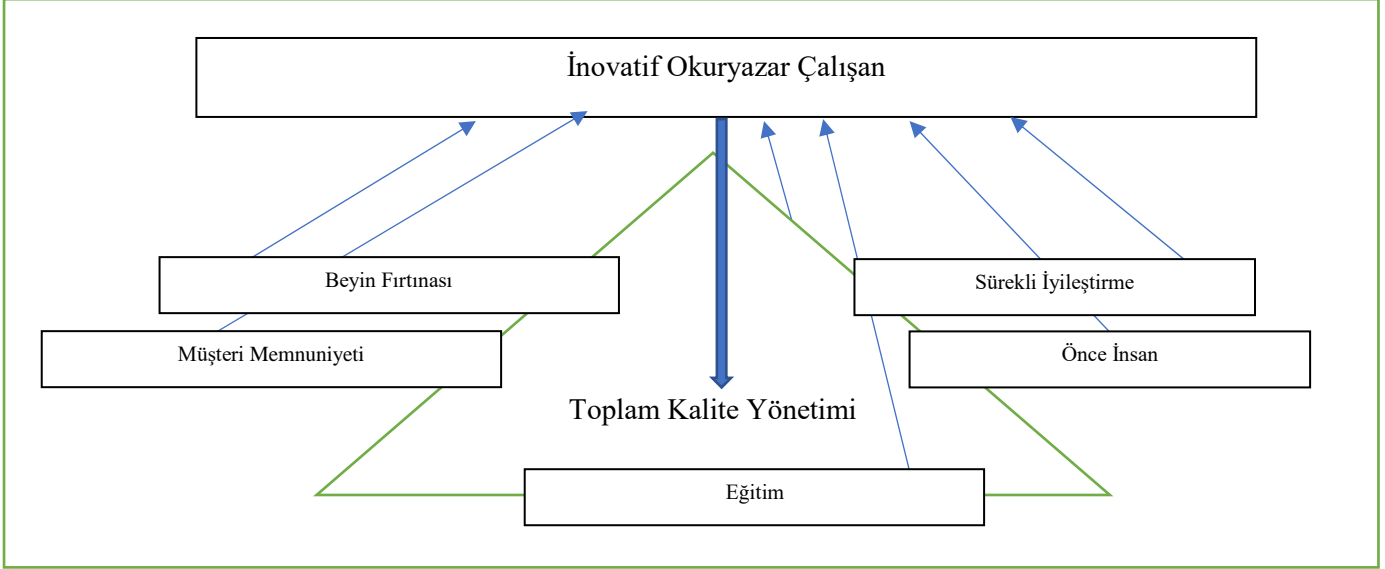 İnovatif Okuryazar Çalışan
Beyin Fırtınası
Sürekli İyileştirme
Müşteri Memnuniyeti
Önce İnsan
Toplam Kalite Yönetimi
Eğitim